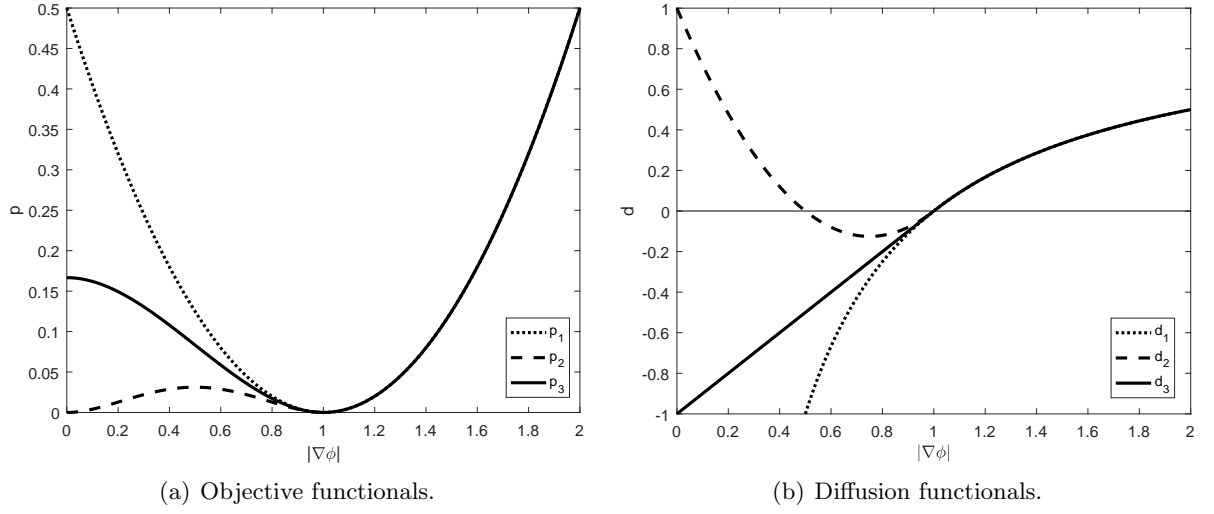 0.5
0.45
0.4
0.35
0.3
0.25
0.2
0.15
0.1
0.05
0
p
0 0.2 0.4 0.6 0.8 1 1.2 1.4 1.6 1.8 2
|∇ϕ|
p₁
p₂
p₃
(a) Objective functionals.
1
0.8
0.6
0.4
0.2
0
-0.2
-0.4
-0.6
-0.8
-1
d
0 0.2 0.4 0.6 0.8 1 1.2 1.4 1.6 1.8 2
|∇ϕ|
d₁
d₂
d₃
(b) Diffusion functionals.